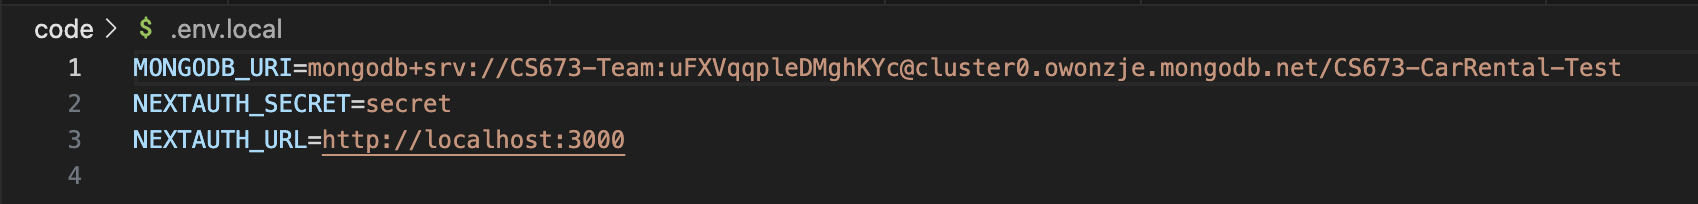 code > $ .env.local
1 MONGODB_URI=mongodb+srv://CS673-Team:uFXVqqpleDMghKYc@cluster0.owonzje.mongodb.net/CS673-CarRental-Test
2 NEXTAUTH_SECRET=secret
3 NEXTAUTH_URL=http://localhost:3000
4